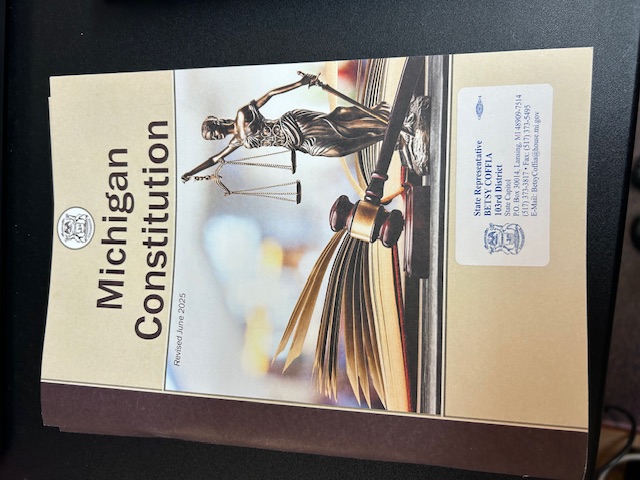 Michigan
Constitution
Revised June 2025
State Representative
BETSY COFFIA
103rd District
State Capitol
P.O. Box 30014, Lansing, MI 48909-7514
(517) 373-3817 • Fax: (517) 373-5495
E-Mail: BetsyCoffia@house.mi.gov